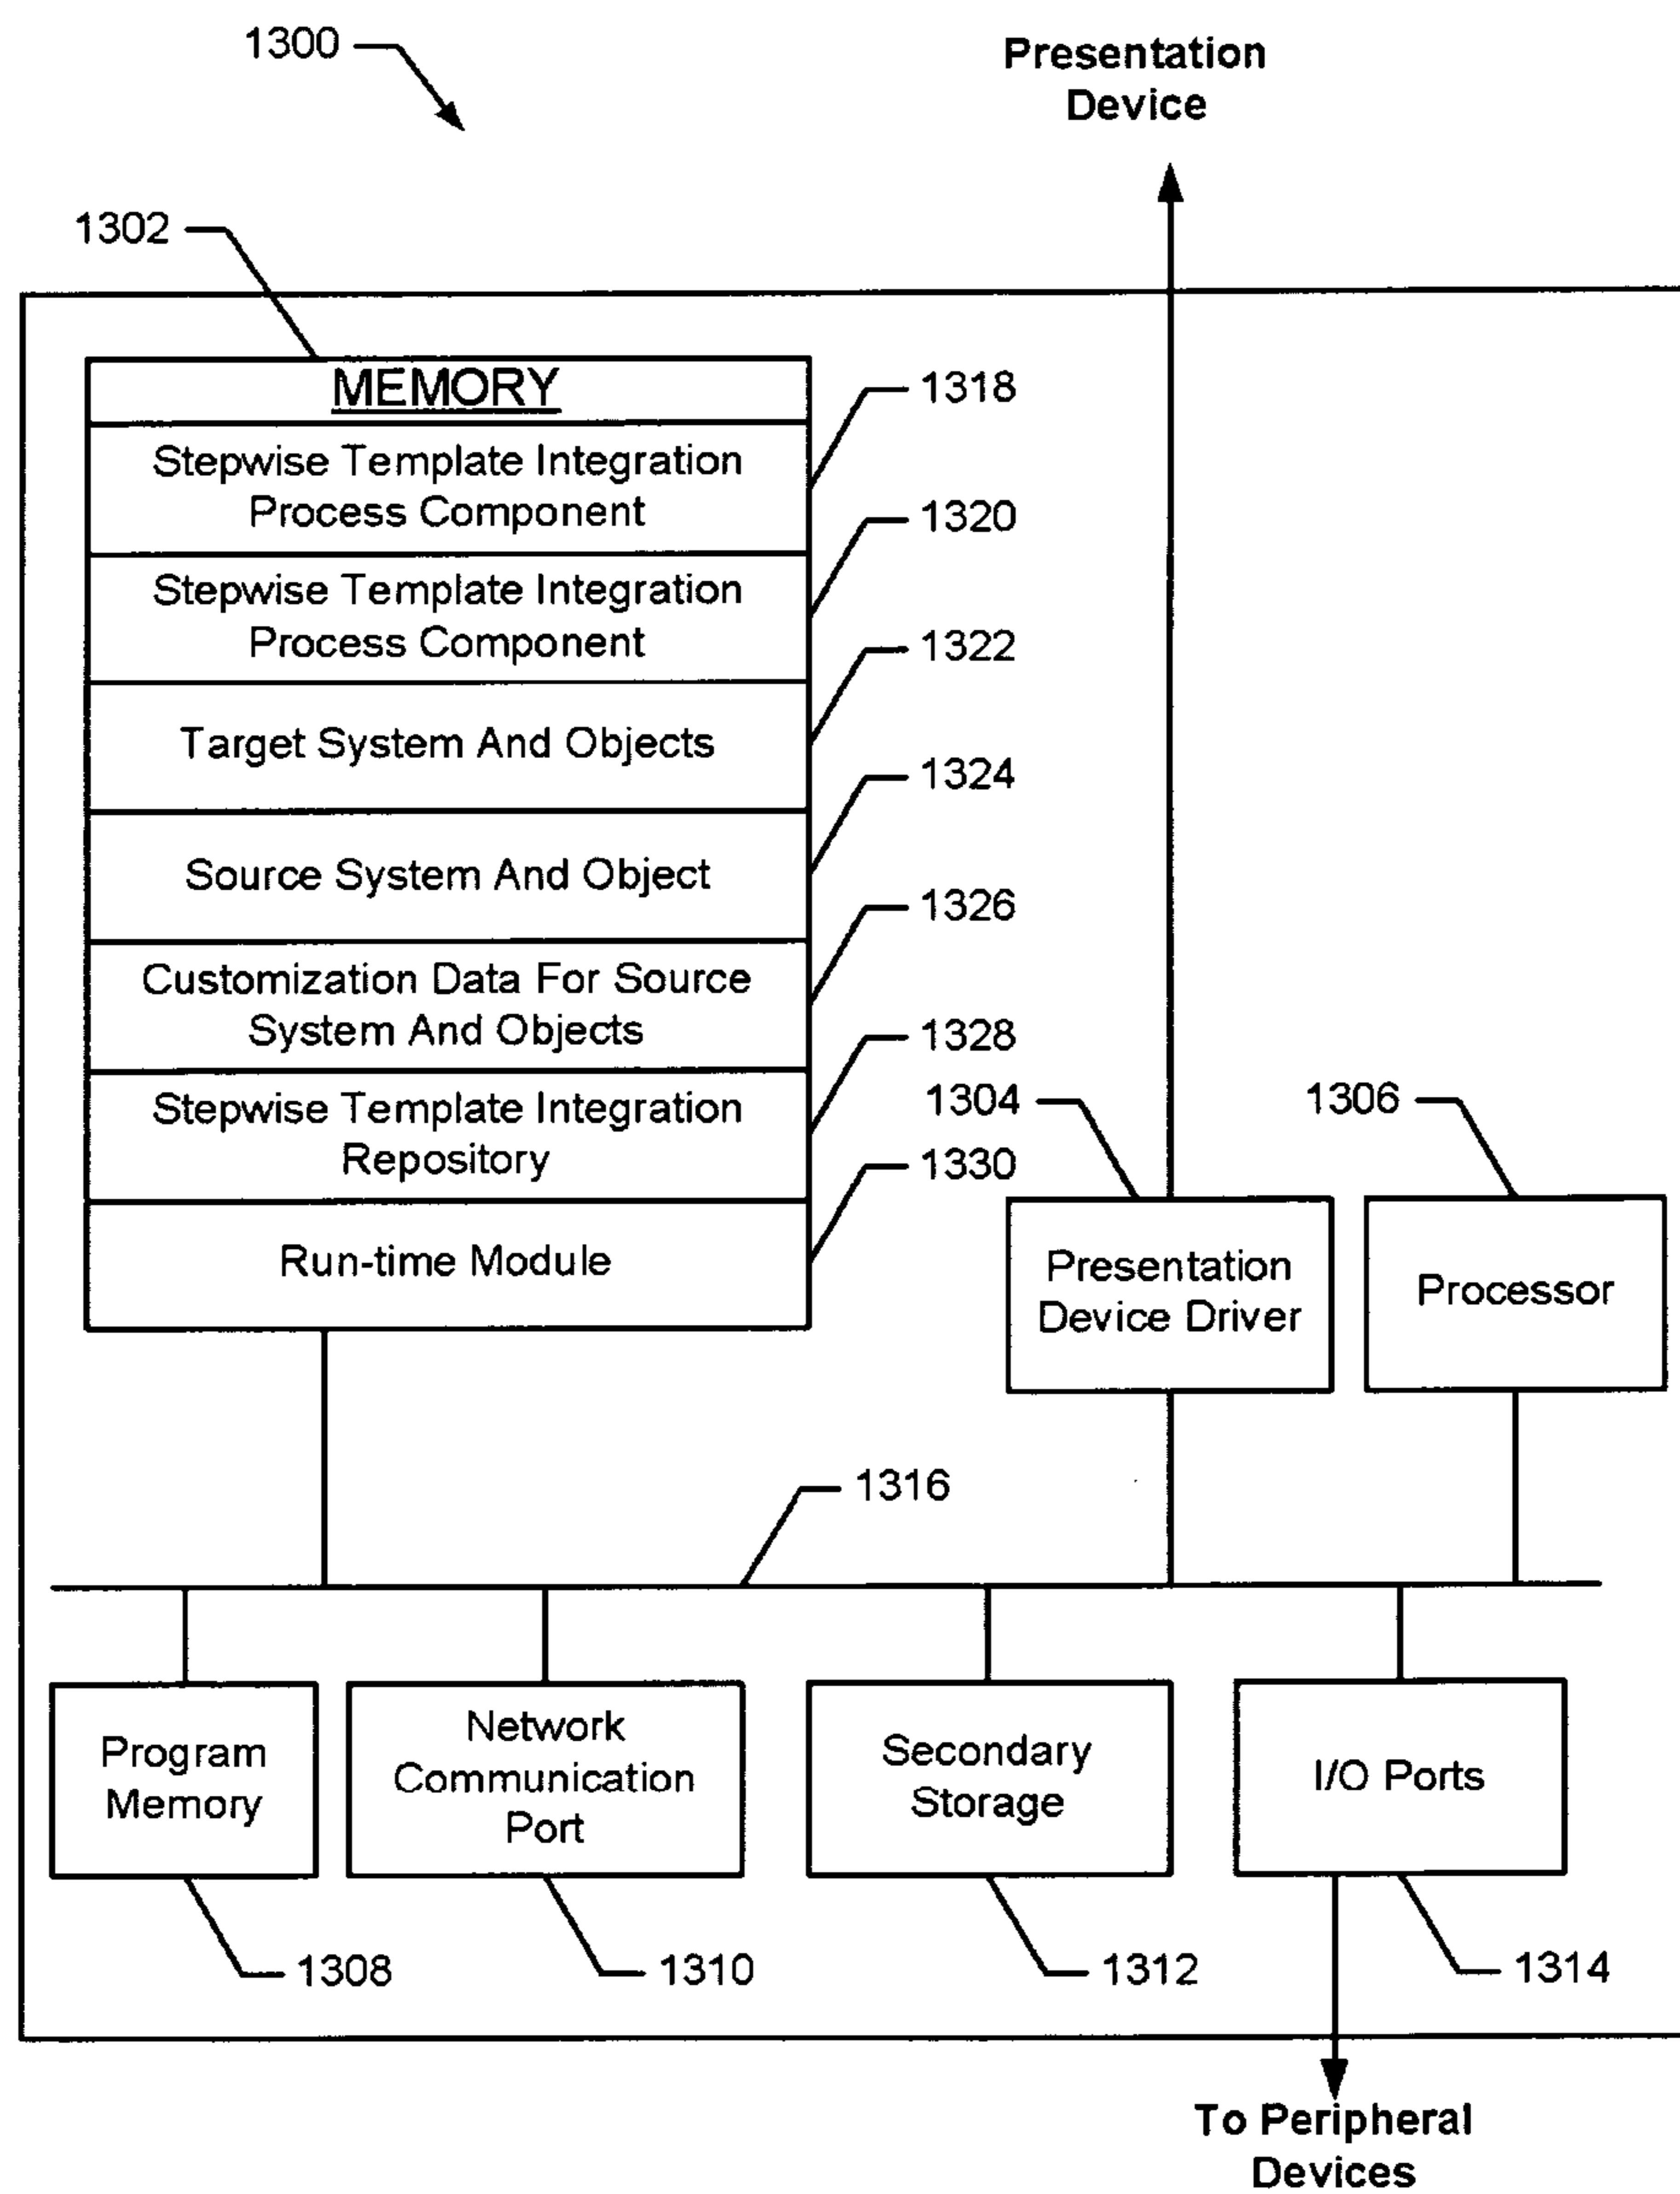 1300
Presentation
Device
1302
MEMORY
1318
Stepwise Template Integration
Process Component
1320
Stepwise Template Integration
Process Component
1322
Target System And Objects
1324
Source System And Object
1326
Customization Data For Source
System And Objects
1328
Stepwise Template Integration
Repository
1330
Run-time Module
1304
1306
Presentation
Device Driver
Processor
1316
Program
Memory
Network
Communication
Port
Secondary
Storage
I/O Ports
1308
1310
1312
1314
To Peripheral
Devices